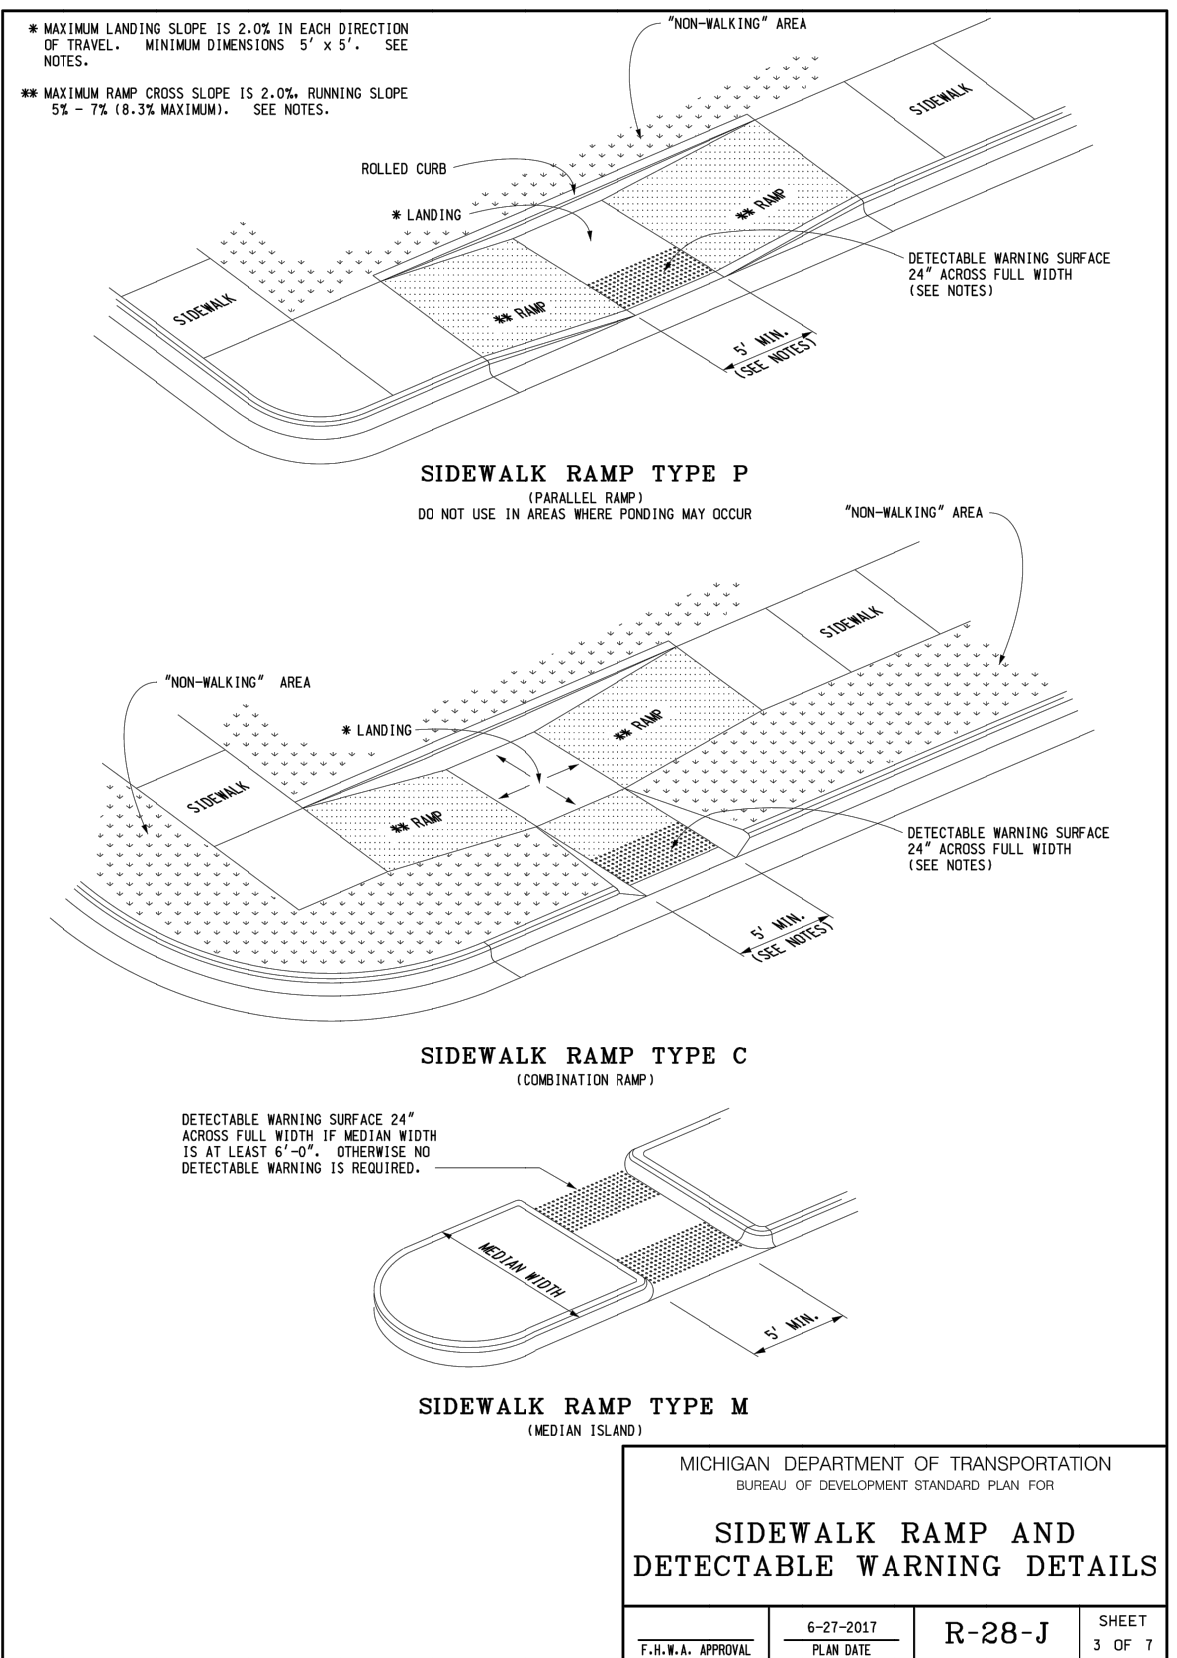 * MAXIMUM LANDING SLOPE IS 2.0% IN EACH DIRECTION
OF TRAVEL. MINIMUM DIMENSIONS 5' x 5'. SEE
NOTES.
** MAXIMUM RAMP CROSS SLOPE IS 2.0%, RUNNING SLOPE
5% - 7% (8.3% MAXIMUM). SEE NOTES.
"NON-WALKING" AREA
SIDEWALK
ROLLED CURB
* LANDING
** RAMP
DETECTABLE WARNING SURFACE
24" ACROSS FULL WIDTH
(SEE NOTES)
SIDEWALK
** RAMP
5' MIN.
(SEE NOTES)
SIDEWALK RAMP TYPE P
(PARALLEL RAMP)
DO NOT USE IN AREAS WHERE PONDING MAY OCCUR
"NON-WALKING" AREA
SIDEWALK
"NON-WALKING" AREA
* LANDING
** RAMP
SIDEWALK
** RAMP
DETECTABLE WARNING SURFACE
24" ACROSS FULL WIDTH
(SEE NOTES)
5' MIN.
(SEE NOTES)
SIDEWALK RAMP TYPE C
(COMBINATION RAMP)
DETECTABLE WARNING SURFACE 24"
ACROSS FULL WIDTH IF MEDIAN WIDTH
IS AT LEAST 6'-0". OTHERWISE NO
DETECTABLE WARNING IS REQUIRED.
MEDIAN WIDTH
5' MIN.
SIDEWALK RAMP TYPE M
(MEDIAN ISLAND)
MICHIGAN DEPARTMENT OF TRANSPORTATION
BUREAU OF DEVELOPMENT STANDARD PLAN FOR
SIDEWALK RAMP AND
DETECTABLE WARNING DETAILS
F.H.W.A. APPROVAL
6-27-2017
PLAN DATE
R-28-J
SHEET
3 OF 7